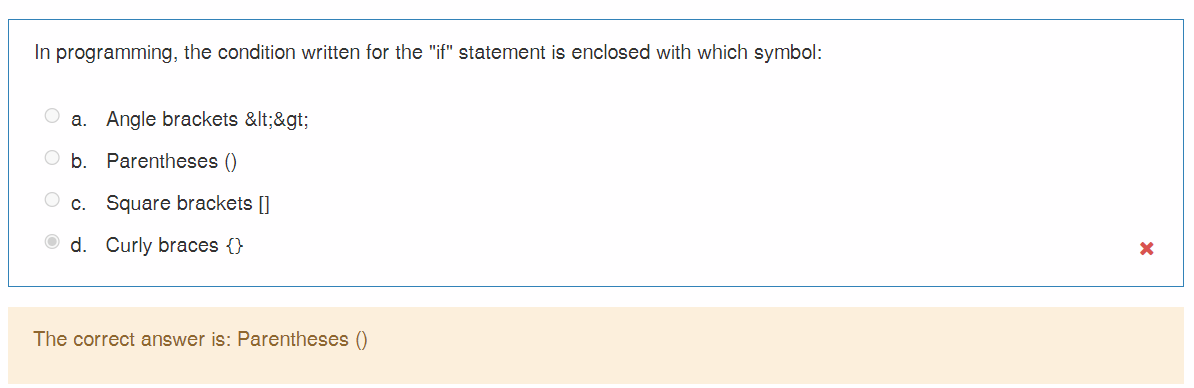 In programming, the condition written for the "if" statement is enclosed with which symbol:
a. Angle brackets &lt;&gt;
b. Parentheses ()
c. Square brackets []
d. Curly braces {}
The correct answer is: Parentheses ()